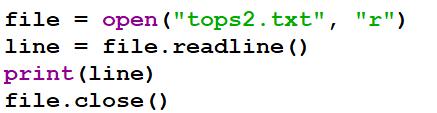 file = open("tops2.txt", "r")
line = file.readline()
print(line)
file.close()